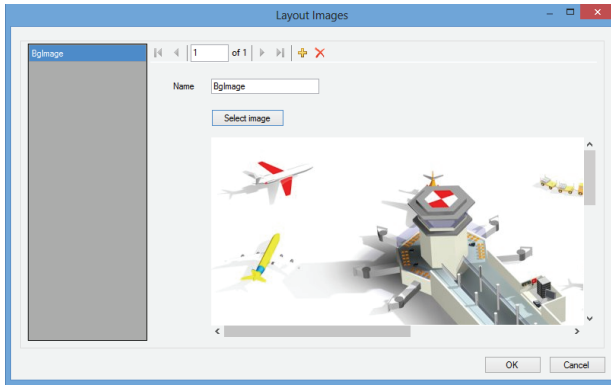 Layout Images
BgImage
1 of 1
Name BgImage
Select image
OK Cancel